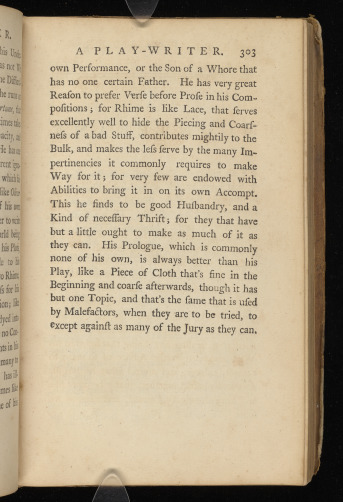 A PLAY-WRITER. 303
own Performance, or the Son of a Whore that
has no one certain Father. He has very great
Reason to prefer Verse before Prose in his Com-
positions; for Rhime is like Lace, that serves
excellently well to hide the Piecing and Coarse-
ness of a bad Stuff, contributes mightily to the
Bulk, and makes the less serve by the many Im-
pertinencies it commonly requires to make
Way for it; for very few are endowed with
Abilities to bring it in on its own Accompt.
This he finds to be good Husbandry, and a
Kind of necessary Thrift; for they that have
but a little ought to make as much of it as
they can. His Prologue, which is commonly
none of his own, is always better than his
Play, like a Piece of Cloth that's fine in the
Beginning and coarse afterwards, though it has
but one Topic, and that's the same that is used
by Malefactors, when they are to be tried, to
except against as many of the Jury as they can.